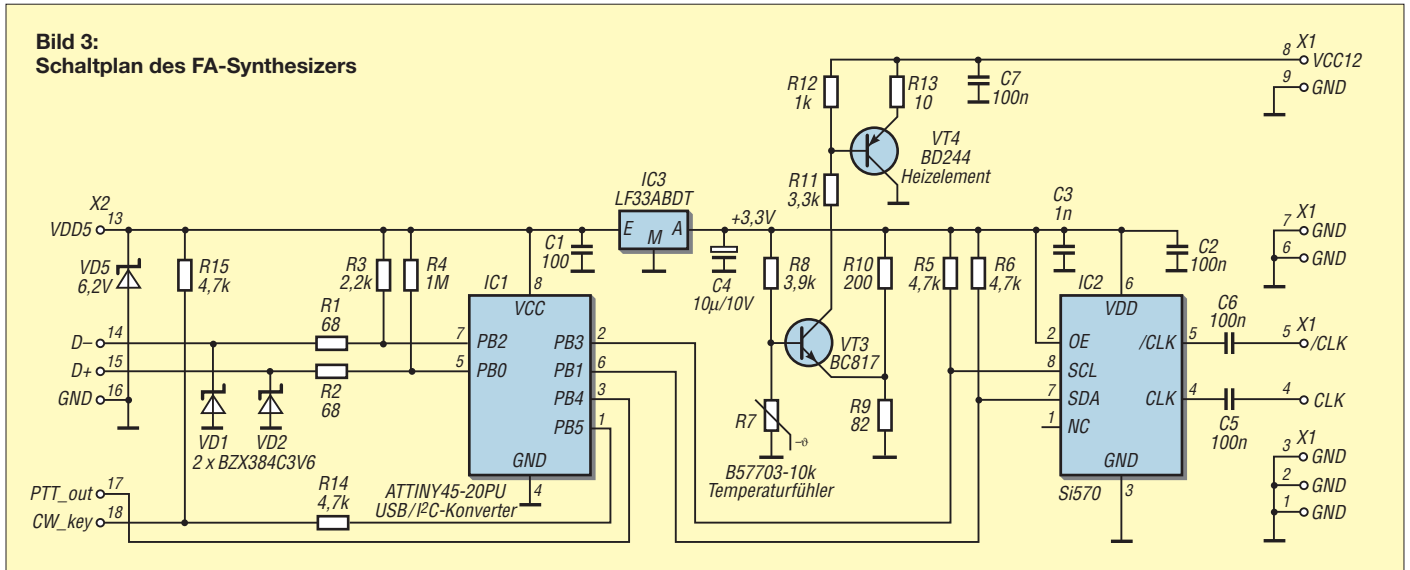 Bild 3:
Schaltplan des FA-Synthesizers
8 X1
VCC12
9
GND
R12
1k
R13
10
C7
100n
VT4
BD244
Heizelement
R11
3,3k
IC3
LF33ABDT
E M A
+3,3V
C3
1n
7 X1
GND
6
GND
X2
13
VDD5
VD5
6,2V
R15
4,7k
R3
2,2k
R4
1M
C1
100
C4
10µ/10V
R8
3,9k
R10
200
R5
4,7k
R6
4,7k
C2
100n
IC1
8
VCC
IC2
6
VDD
R1
68
14
D–
7
PB2
PB3
2
VT3
BC817
2
OE
/CLK
5
C6
100n
5 X1
/CLK
15
D+
R2
68
5
PB0
PB1
6
8
SCL
16
GND
PB4
3
7
SDA
CLK
4
C5
100n
4
CLK
VD1
VD2
2 x BZX384C3V6
PB5
1
R7
–ϑ
R9
82
1
NC
GND
4
B57703-10k
Temperaturfühler
GND
3
Si570
3 X1
GND
2
GND
1
GND
17
PTT_out
18
CW_key
R14
4,7k
ATTINY45-20PU
USB/I²C-Konverter